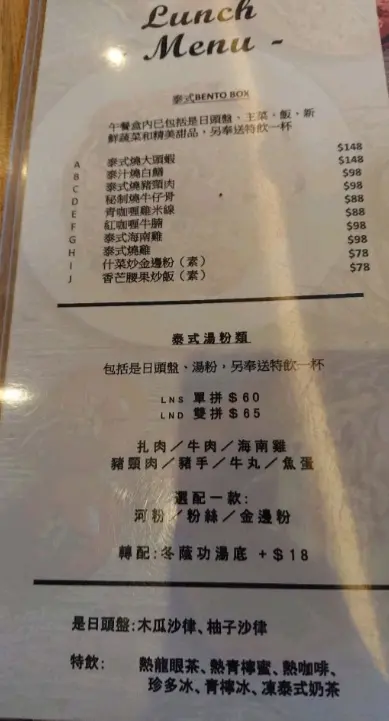 Lunch
Menu -
泰式BENTO BOX
午餐盒內已包括是日頭盤、主菜、飯、新
鮮蔬菜和精美甜品，另奉送特飲一杯
A 泰式燒大頭蝦 $148
B 泰汁燒白鱔 $148
C 泰式燒豬頸肉 $98
D 秘制燒牛仔骨 $98
E 青咖喱雞米線 $88
F 紅咖喱牛腩 $88
G 泰式海南雞 $98
H 泰式燒雞 $98
I 什菜炒金邊粉（素） $78
J 香芒腰果炒飯（素） $78
泰式湯粉類
包括是日頭盤、湯粉，另奉送特飲一杯
LNS 單拼＄60
LND 雙拼＄65
扎肉／牛肉／海南雞
豬頸肉／豬手／牛丸／魚蛋
選配一款：
河粉／粉絲／金邊粉
轉配：冬蔭功湯底 +＄18
是日頭盤：木瓜沙律、柚子沙律
特飲： 熱龍眼茶、熱青檸蜜、熱咖啡、
珍多冰、青檸冰、凍泰式奶茶